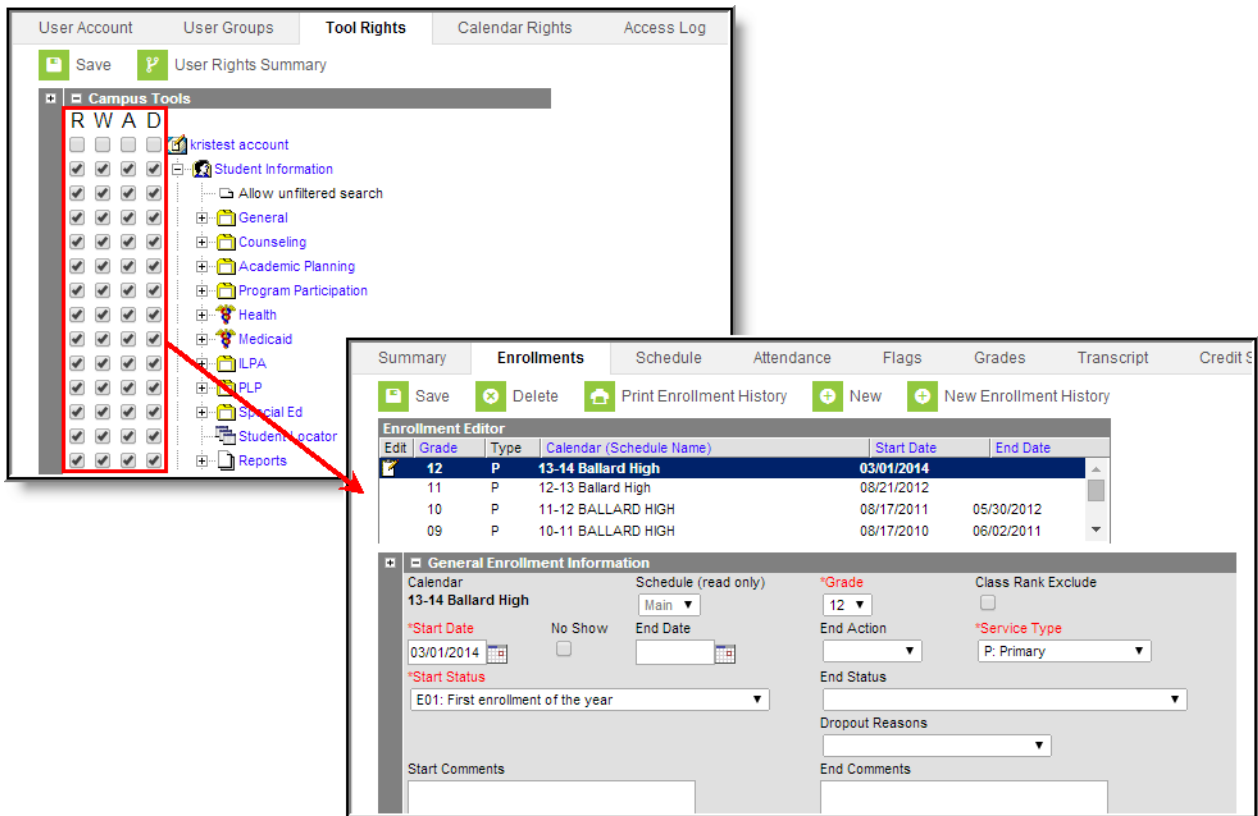 User Account User Groups Tool Rights Calendar Rights Access Log
Save User Rights Summary
Campus Tools
R W A D
kristest account
Student Information
Allow unfiltered search
General
Counseling
Academic Planning
Program Participation
Health
Medicaid
ILPA
PLP
Special Ed
Student Locator
Reports
Summary Enrollments Schedule Attendance Flags Grades Transcript Credit S
Save Delete Print Enrollment History New New Enrollment History
Enrollment Editor
Edit Grade Type Calendar (Schedule Name) Start Date End Date
12 P 13-14 Ballard High 03/01/2014
11 P 12-13 Ballard High 08/21/2012
10 P 11-12 BALLARD HIGH 08/17/2011 05/30/2012
09 P 10-11 BALLARD HIGH 08/17/2010 06/02/2011
General Enrollment Information
Calendar Schedule (read only) *Grade Class Rank Exclude
13-14 Ballard High Main 12
*Start Date No Show End Date End Action *Service Type
03/01/2014 P: Primary
*Start Status End Status
E01: First enrollment of the year
Dropout Reasons
Start Comments End Comments